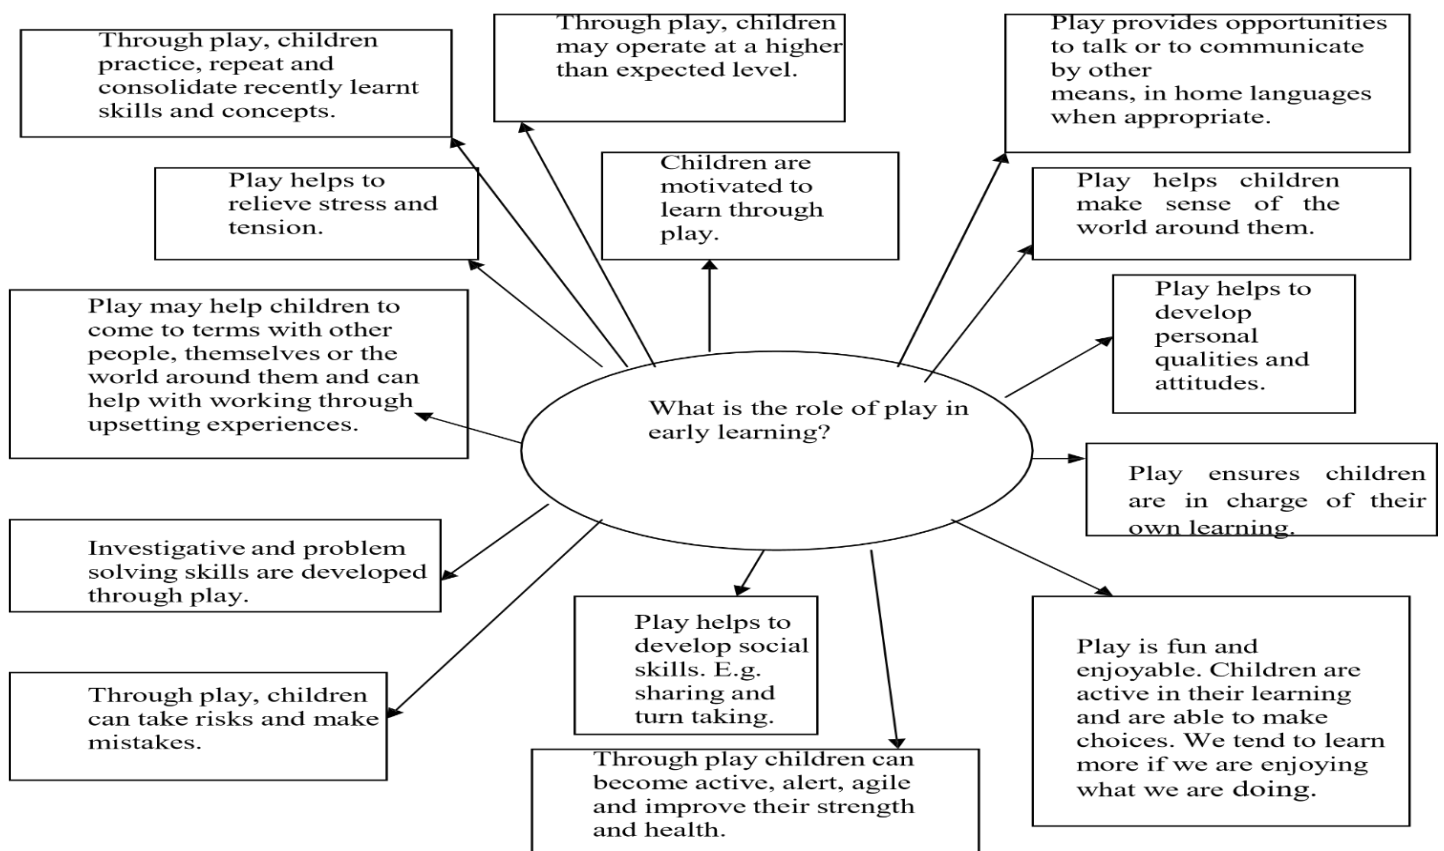 Through play, children
practice, repeat and
consolidate recently learnt
skills and concepts.
Through play, children
may operate at a higher
than expected level.
Play provides opportunities
to talk or to communicate
by other
means, in home languages
when appropriate.
Play helps to
relieve stress and
tension.
Children are
motivated to
learn through
play.
Play helps children
make sense of the
world around them.
Play may help children to
come to terms with other
people, themselves or the
world around them and can
help with working through
upsetting experiences.
Play helps to
develop
personal
qualities and
attitudes.
What is the role of play in
early learning?
Play ensures children
are in charge of their
own learning.
Investigative and problem
solving skills are developed
through play.
Play helps to
develop social
skills. E.g.
sharing and
turn taking.
Play is fun and
enjoyable. Children are
active in their learning
and are able to make
choices. We tend to learn
more if we are enjoying
what we are doing.
Through play, children
can take risks and make
mistakes.
Through play children can
become active, alert, agile
and improve their strength
and health.